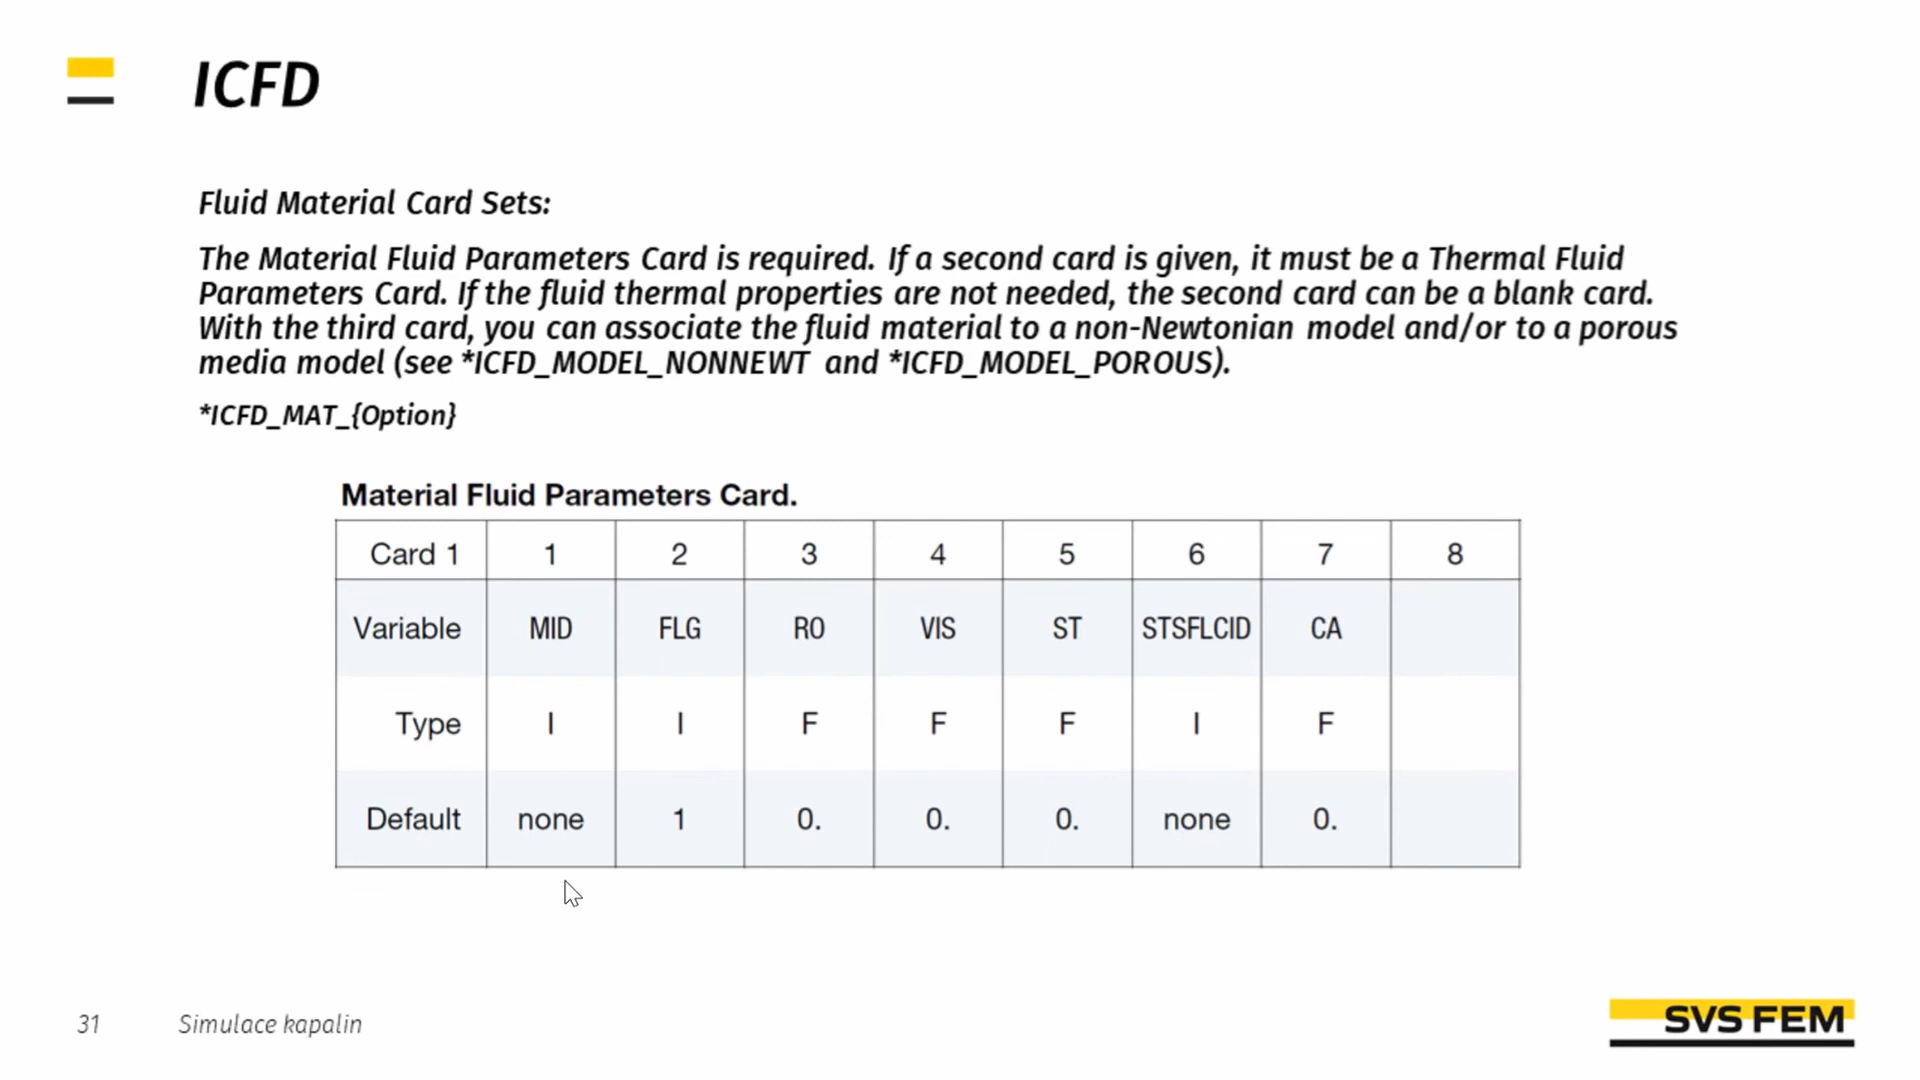 ICFD
Fluid Material Card Sets:
The Material Fluid Parameters Card is required. If a second card is given, it must be a Thermal Fluid
Parameters Card. If the fluid thermal properties are not needed, the second card can be a blank card.
With the third card, you can associate the fluid material to a non-Newtonian model and/or to a porous
media model (see *ICFD_MODEL_NONNEWT and *ICFD_MODEL_POROUS).
*ICFD_MAT_{Option}
Material Fluid Parameters Card.
Card 1 1 2 3 4 5 6 7 8
Variable MID FLG RO VIS ST STSFLCID CA
Type I I F F F I F
Default none 1 0. 0. 0. none 0.
31 Simulace kapalin
SVS FEM